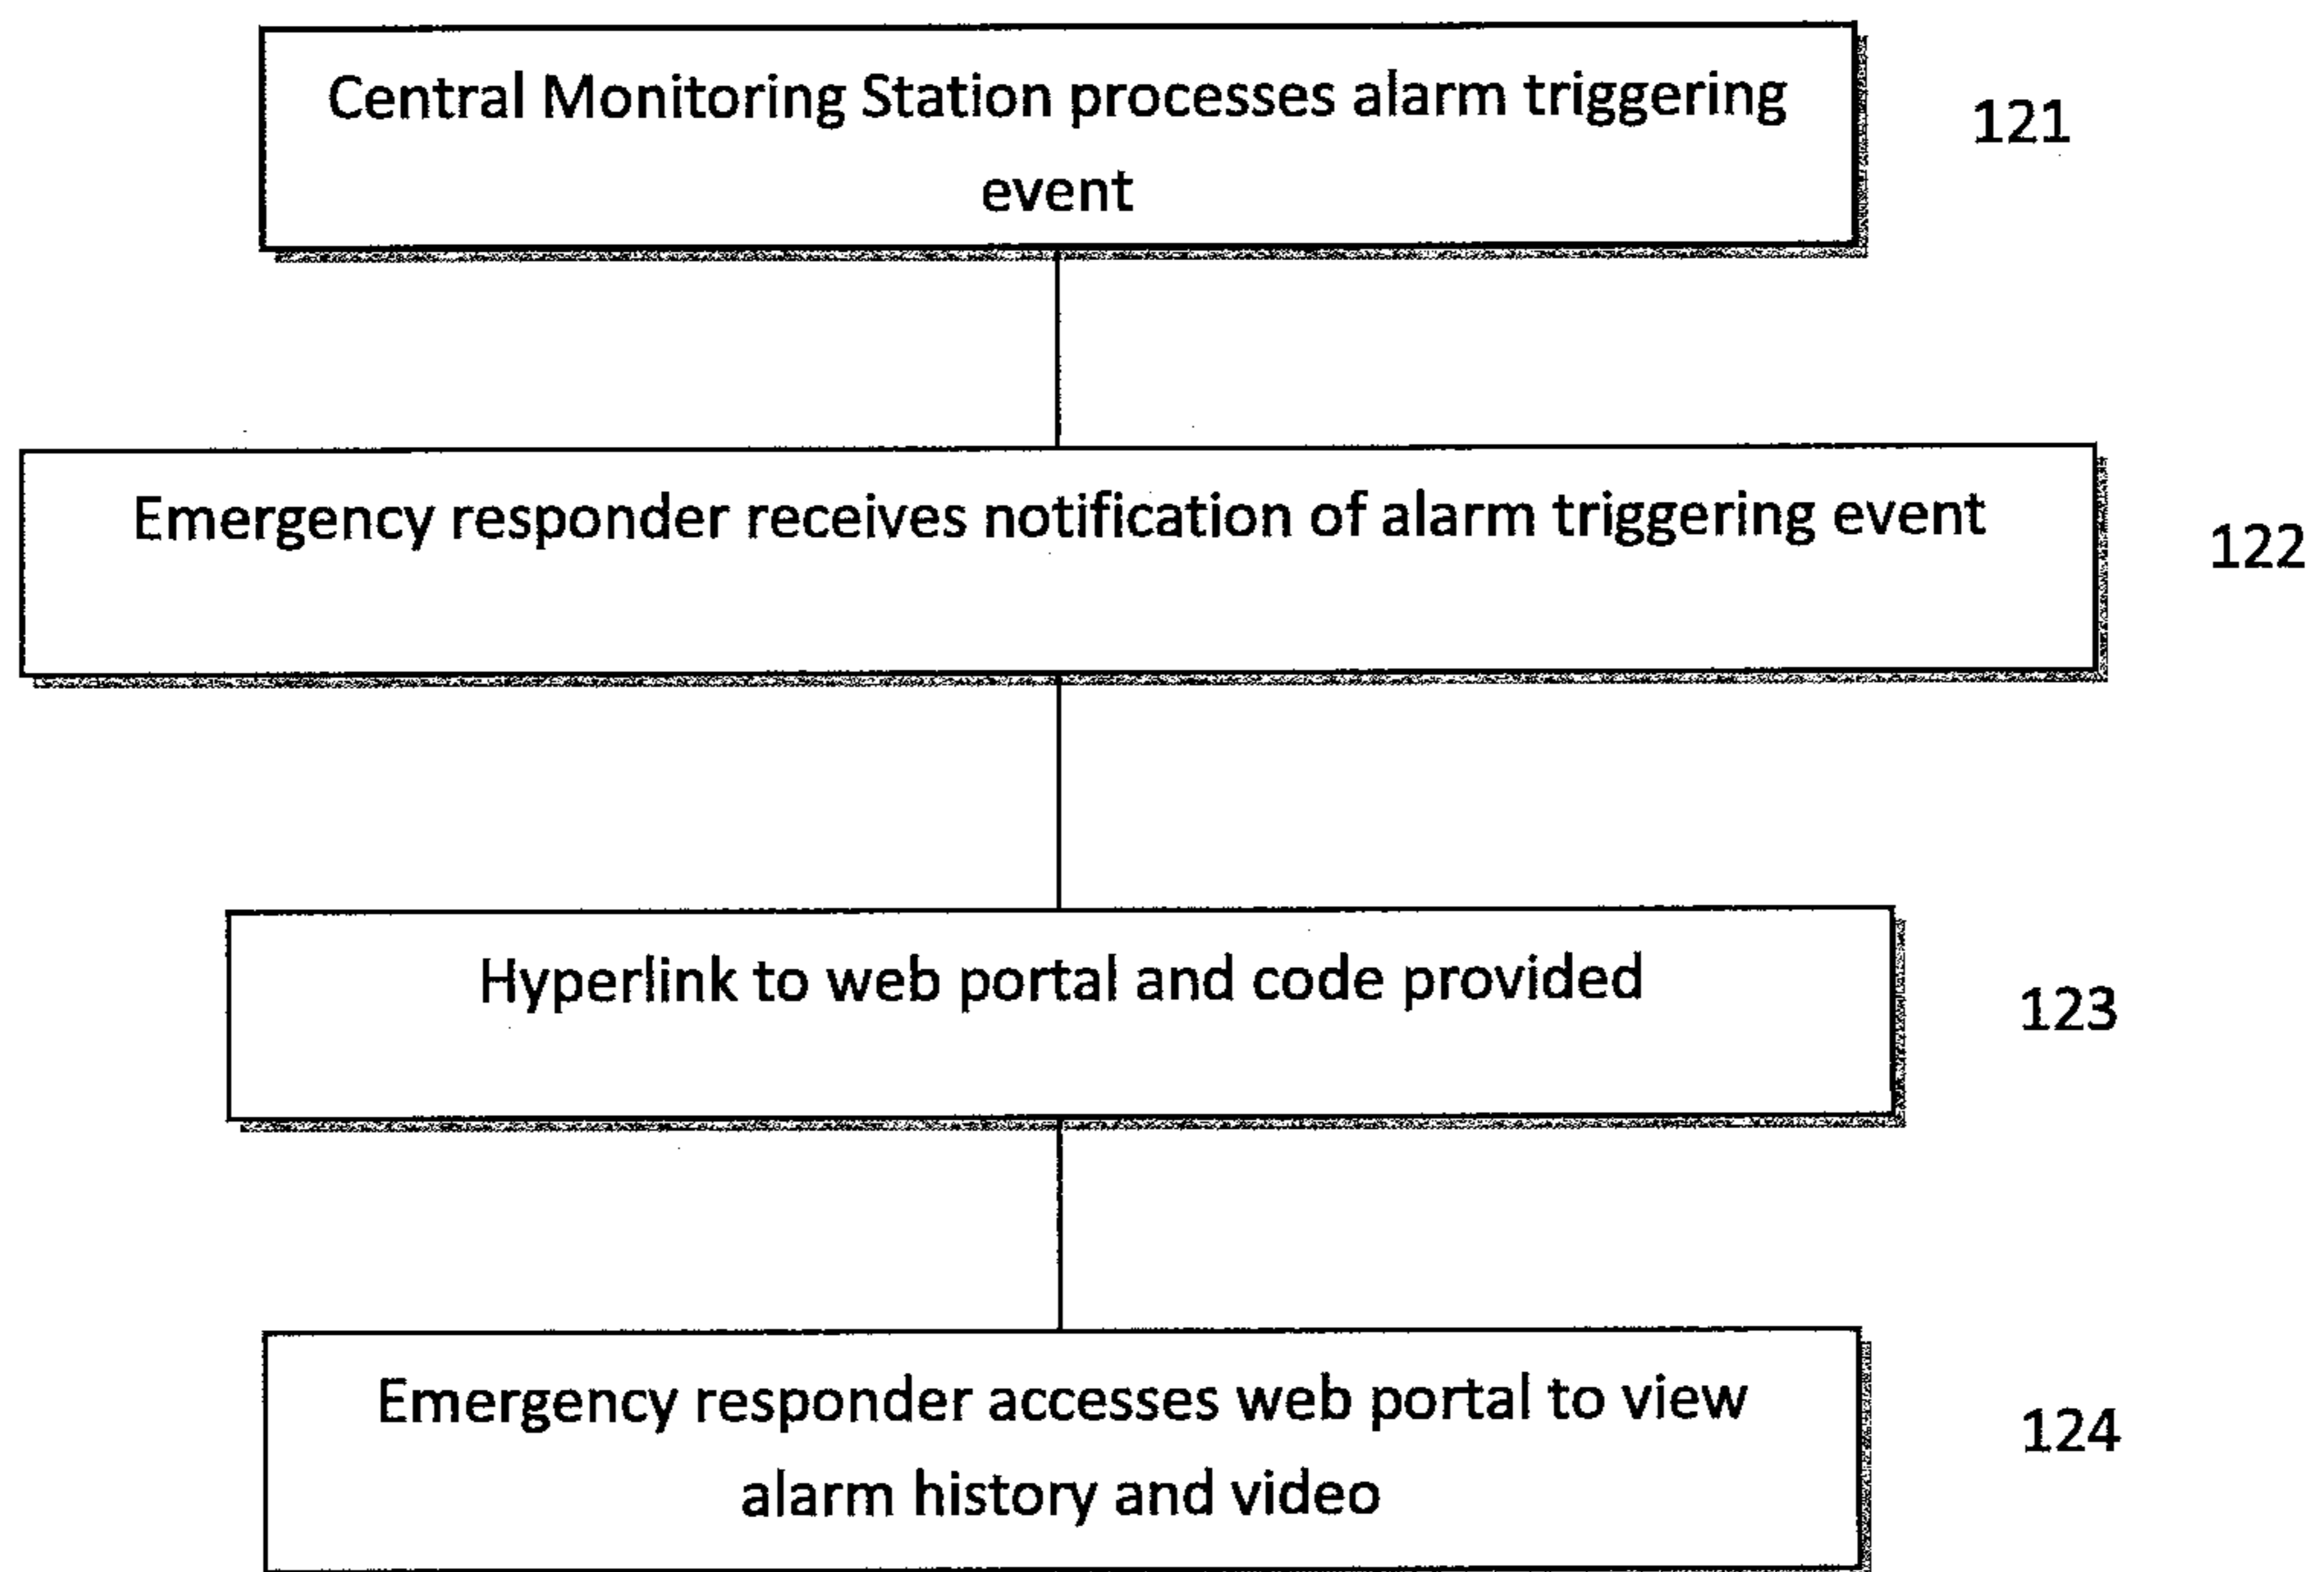 Central Monitoring Station processes alarm triggering
event
121
Emergency responder receives notification of alarm triggering event
122
Hyperlink to web portal and code provided
123
Emergency responder accesses web portal to view
alarm history and video
124